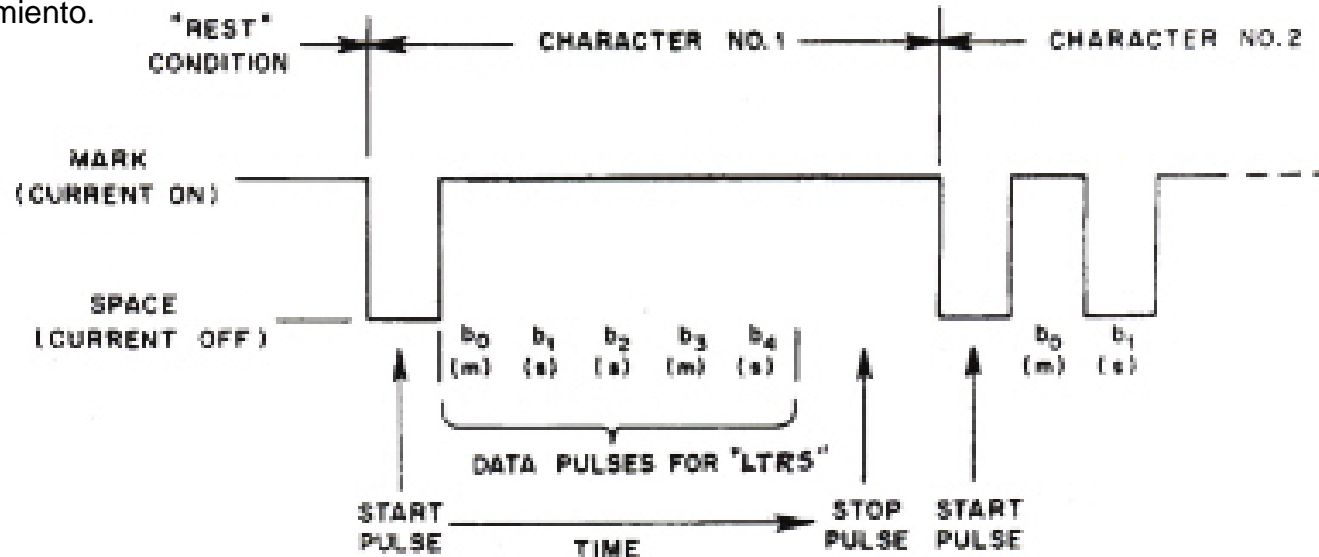 miento.
"REST"
CONDITION
CHARACTER NO.1
CHARACTER NO.2
MARK
(CURRENT ON)
SPACE
(CURRENT OFF)
b0 b1 b2 b3 b4
(m) (s) (s) (m) (s)
b0 b1
(m) (s)
DATA PULSES FOR "LTRS"
START
PULSE
TIME
STOP
PULSE
START
PULSE